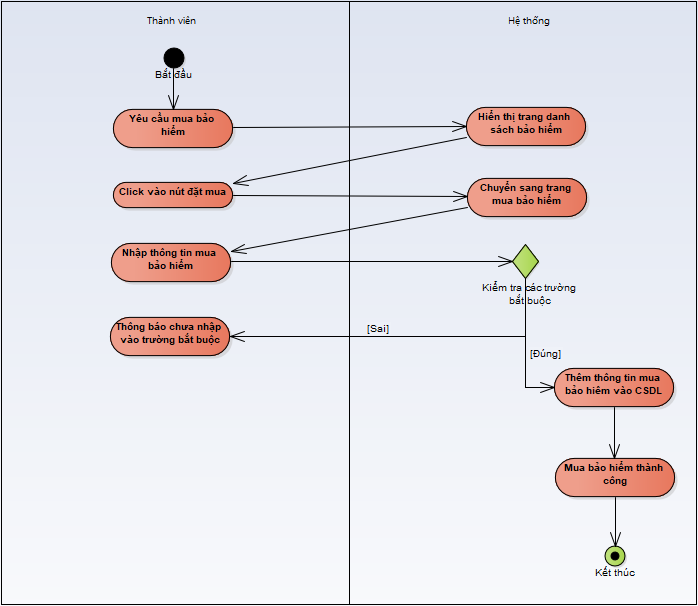 Thành viên
Hệ thống
Bắt đầu
Yêu cầu mua bảo
hiểm
Hiển thị trang danh
sách bảo hiểm
Click vào nút đặt mua
Chuyển sang trang
mua bảo hiểm
Nhập thông tin mua
bảo hiểm
Kiểm tra các trường
bắt buộc
Thông báo chưa nhập
vào trường bắt buộc
[Sai]
[Đúng]
Thêm thông tin mua
bảo hiểm vào CSDL
Mua bảo hiểm thành
công
Kết thúc